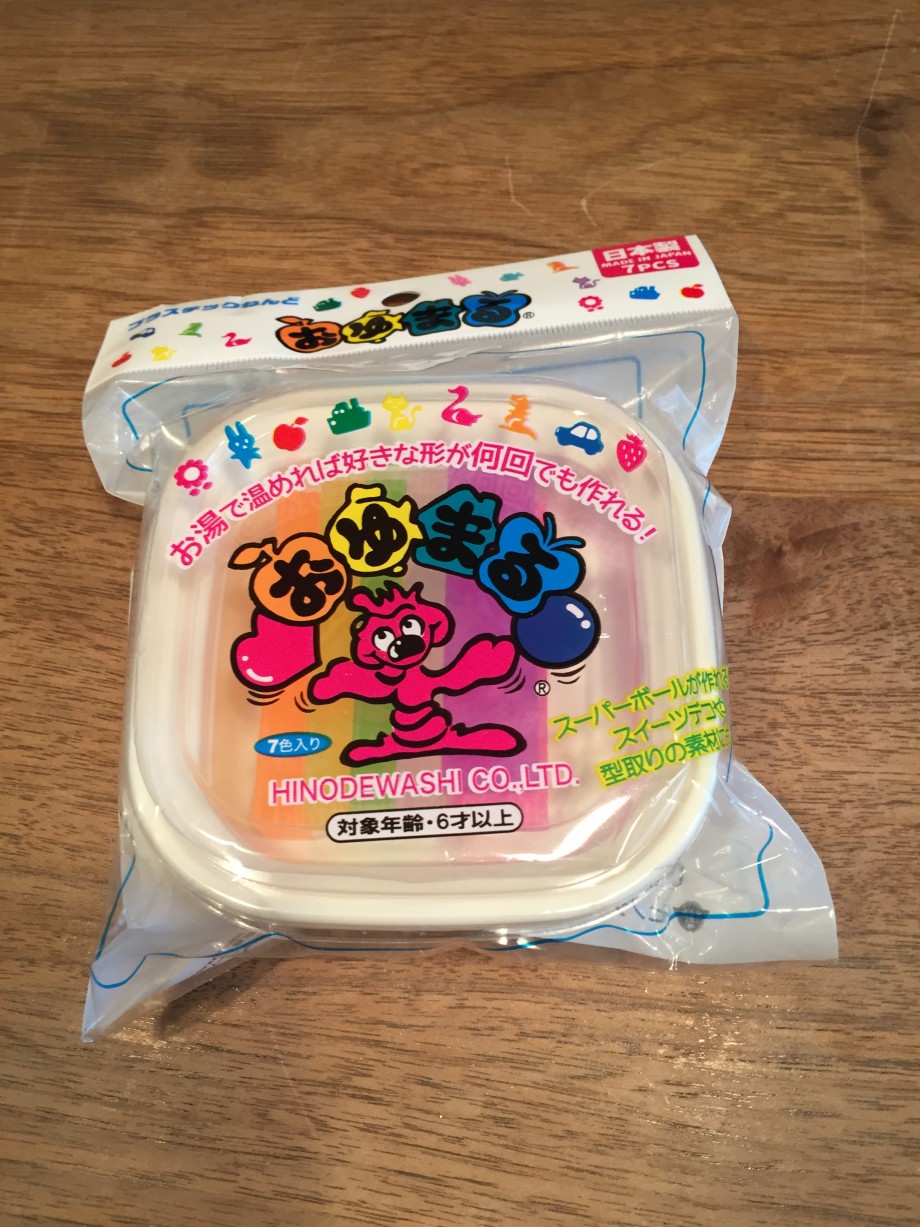 日本製
MADE IN JAPAN
7PCS
プラスチックねんど
おゆまる®
お湯で温めれば好きな形が何回でも作れる!
おゆまる
®
スーパーボールが作れる
スイーツデコや
型取りの素材に
7色入り
HINODEWASHI CO.,LTD.
対象年齢・6才以上